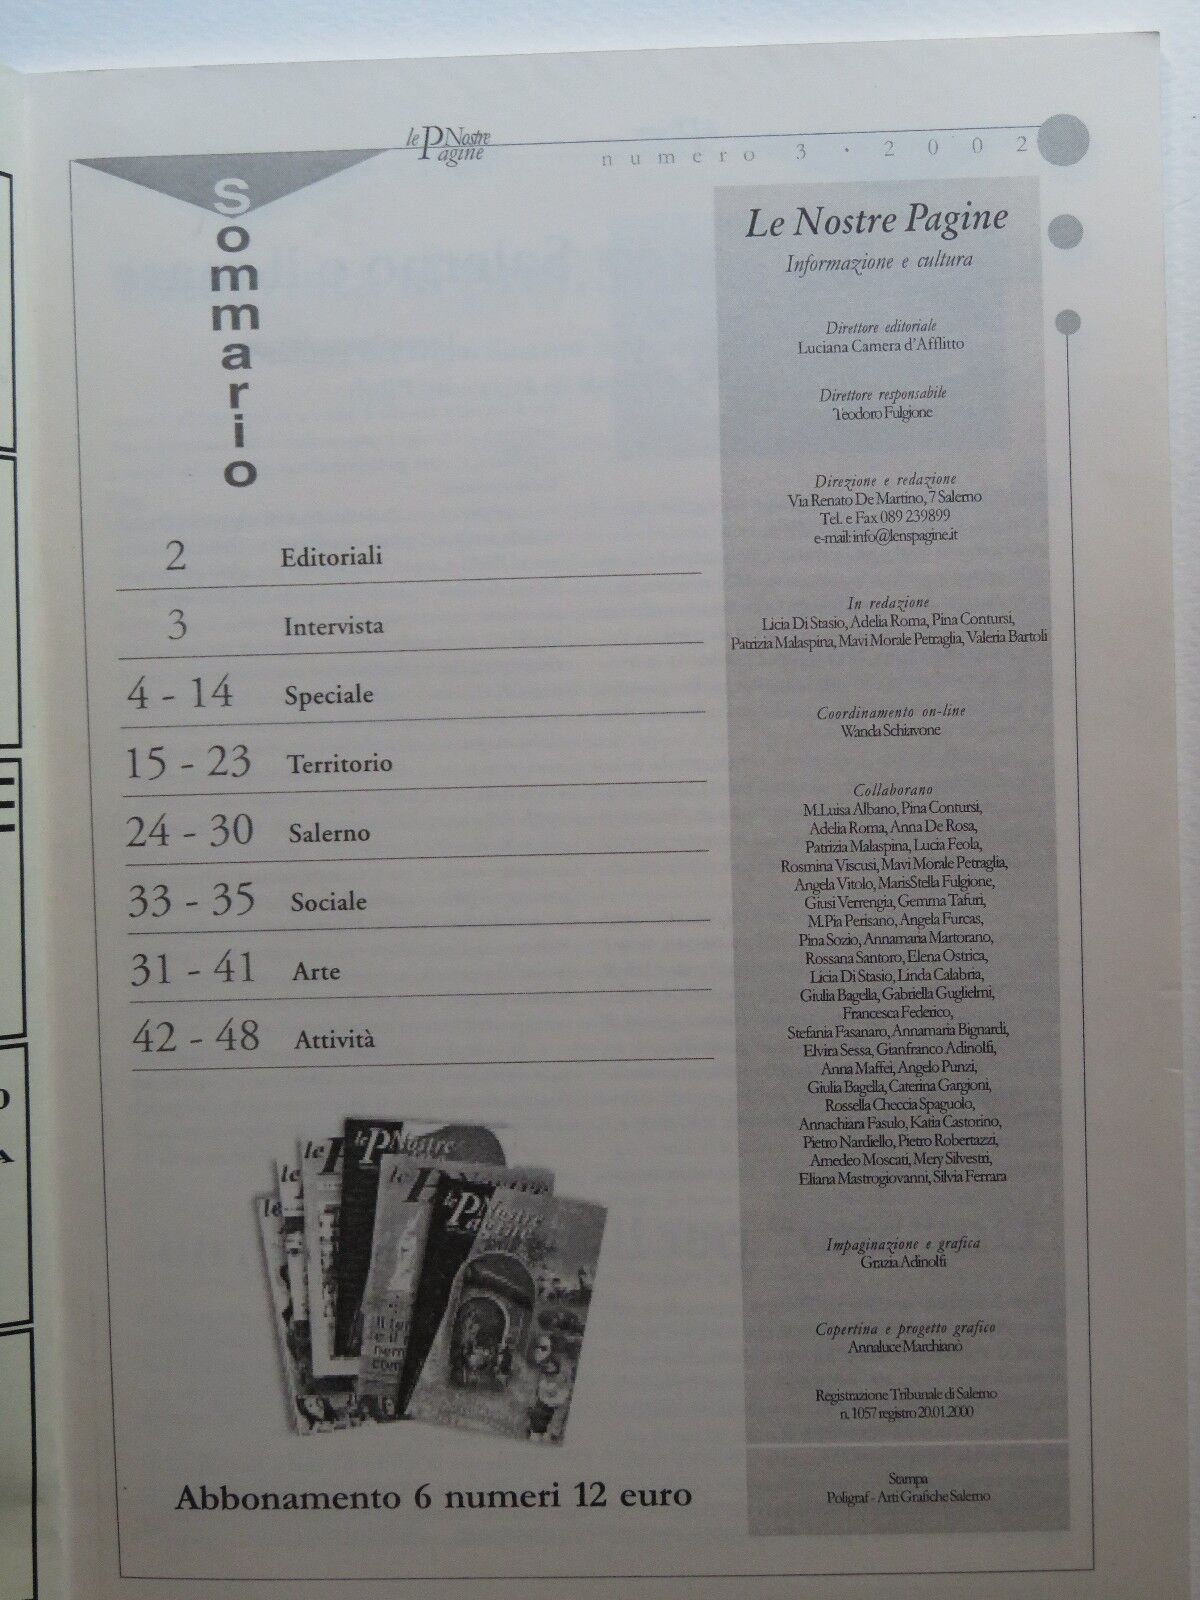 le Nostre Pagine
numero 3 • 2002
Sommario
2 Editoriali
3 Intervista
4 - 14 Speciale
15 - 23 Territorio
24 - 30 Salerno
33 - 35 Sociale
31 - 41 Arte
42 - 48 Attività
Abbonamento 6 numeri 12 euro
Le Nostre Pagine
Informazione e cultura
Direttore editoriale
Luciana Camera d'Afflitto
Direttore responsabile
Teodoro Fulgione
Direzione e redazione
Via Renato De Martino, 7 Salerno
Tel. e Fax 089 239899
e-mail: info@lenspagine.it
In redazione
Licia Di Stasio, Adelia Roma, Pina Contursi,
Patrizia Malaspina, Mavi Morale Petraglia, Valeria Bartoli
Coordinamento on-line
Wanda Schiavone
Collaborano
M.Luisa Albano, Pina Contursi,
Adelia Roma, Anna De Rosa,
Patrizia Malaspina, Lucia Feola,
Rosmina Viscusi, Mavi Morale Petraglia,
Angela Vitolo, MarisStella Fulgione,
Giusi Verrengia, Gemma Tafuri,
M.Pia Perisano, Angela Furcas,
Pina Sozio, Annamaria Martorano,
Rossana Santoro, Elena Ostrica,
Licia Di Stasio, Linda Calabria,
Giulia Bagella, Gabriella Guglielmi,
Francesca Federico,
Stefania Fasanaro, Annamaria Bignardi,
Elvira Sessa, Gianfranco Adinolfi,
Anna Maffei, Angelo Punzi,
Giulia Bagella, Caterina Gargioni,
Rossella Checcia Spaguolo,
Annachiara Fasulo, Katia Castorino,
Pietro Nardiello, Pietro Robertazzi,
Amedeo Moscati, Mery Silvestri,
Eliana Mastrogiovanni, Silvia Ferrara
Impaginazione e grafica
Grazia Adinolfi
Copertina e progetto grafico
Annaluce Marchianò
Registrazione Tribunale di Salerno
n. 1057 registro 20.01.2000
Stampa
Poligraf - Arti Grafiche Salerno